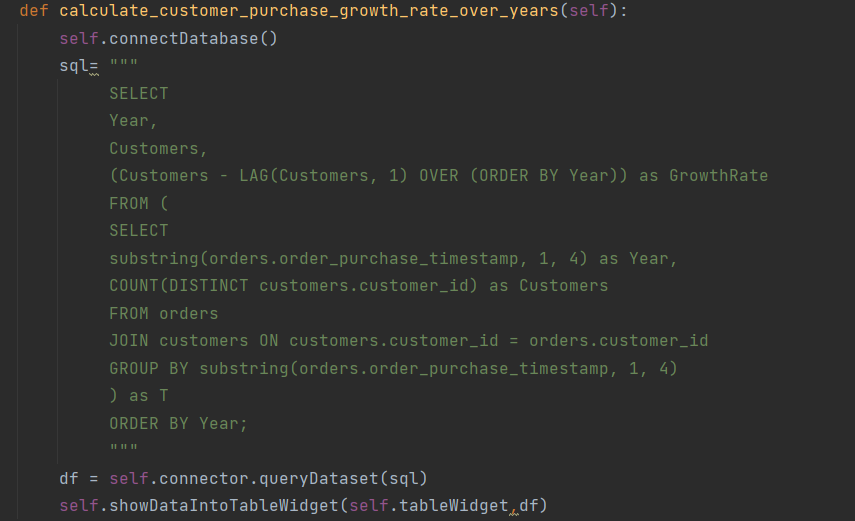 def calculate_customer_purchase_growth_rate_over_years(self):
self.connectDatabase()
sql= """
SELECT
Year,
Customers,
(Customers - LAG(Customers, 1) OVER (ORDER BY Year)) as GrowthRate
FROM (
SELECT
substring(orders.order_purchase_timestamp, 1, 4) as Year,
COUNT(DISTINCT customers.customer_id) as Customers
FROM orders
JOIN customers ON customers.customer_id = orders.customer_id
GROUP BY substring(orders.order_purchase_timestamp, 1, 4)
) as T
ORDER BY Year;
"""
df = self.connector.queryDataset(sql)
self.showDataIntoTableWidget(self.tableWidget,df)